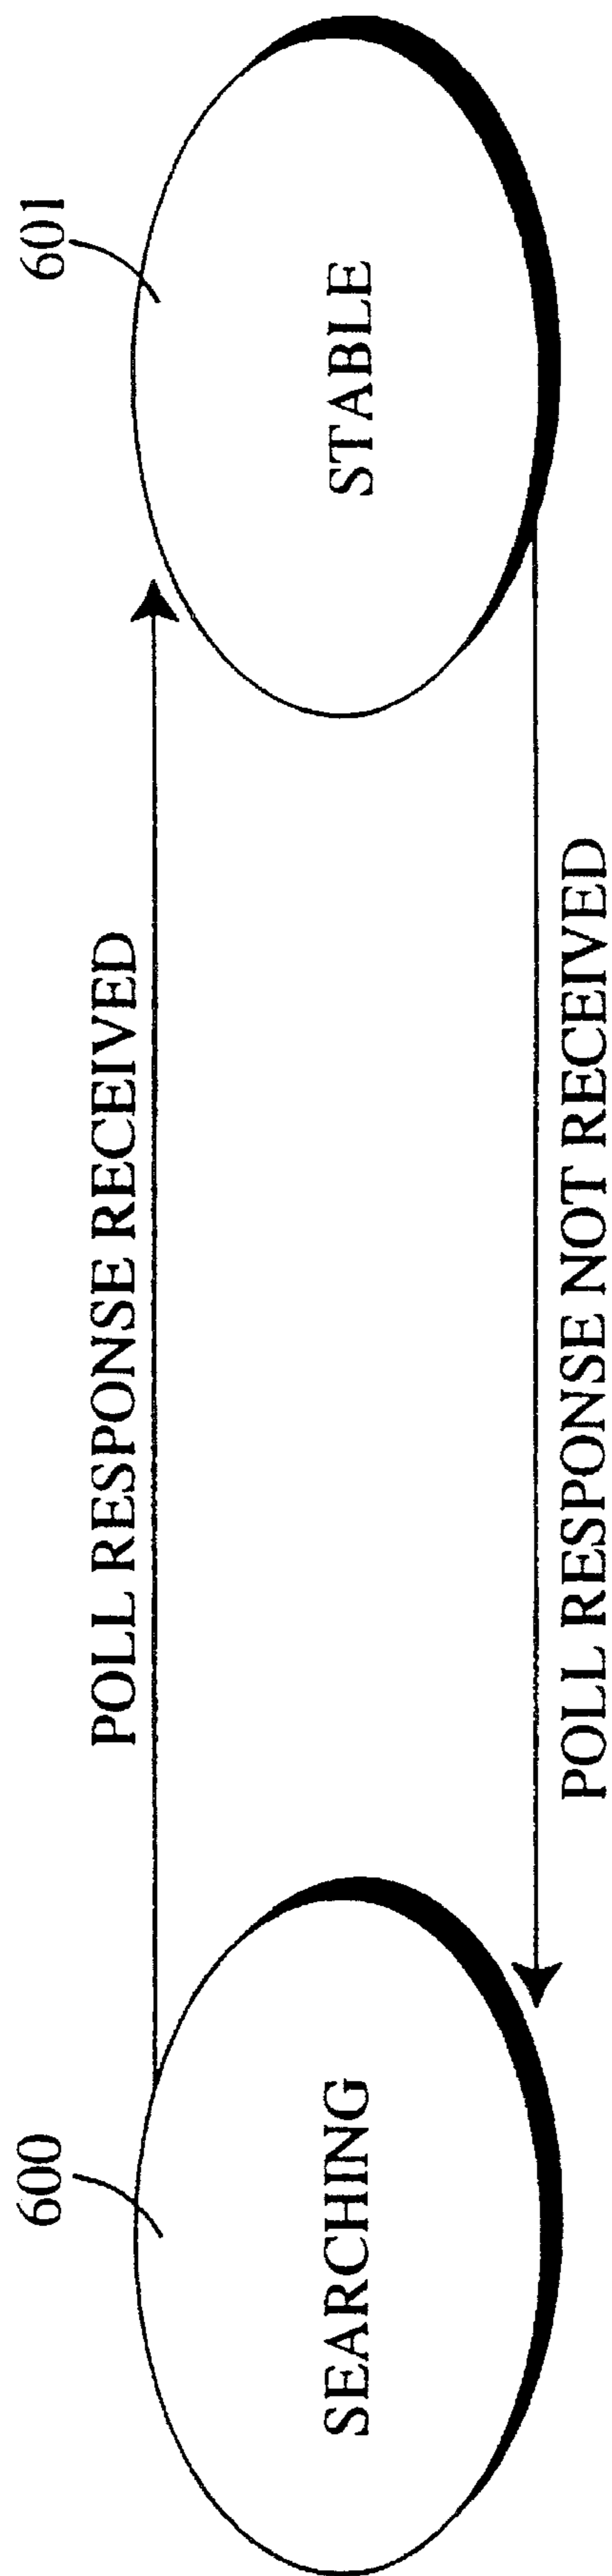 600
601
POLL RESPONSE RECEIVED
SEARCHING
STABLE
POLL RESPONSE NOT RECEIVED